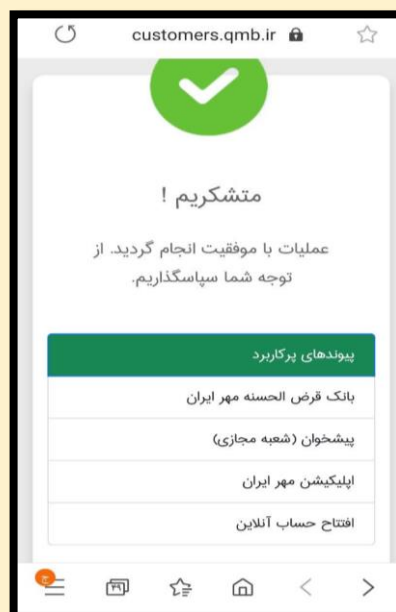 customers.qmb.ir
متشکریم !
عملیات با موفقیت انجام گردید. از
توجه شما سپاسگذاریم.
پیوندهای پرکاربرد
بانک قرض الحسنه مهر ایران
پیشخوان (شعبه مجازی)
اپلیکیشن مهر ایران
افتتاح حساب آنلاین
ج
۴۹